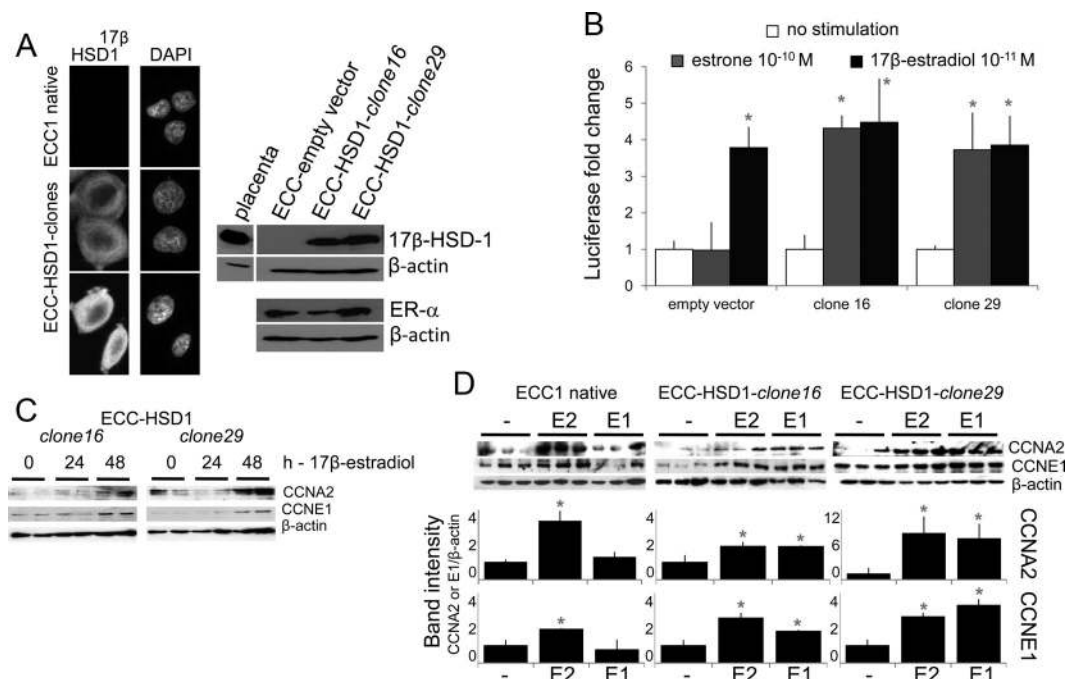 A
17β
HSD1
DAPI
ECC1 native
ECC-HSD1-clones
placenta
ECC-empty vector
ECC-HSD1-clone16
ECC-HSD1-clone29
17β-HSD-1
β-actin
ER-α
β-actin
B
no stimulation
estrone 10⁻¹⁰ M
17β-estradiol 10⁻¹¹ M
Luciferase fold change
6
5
4
3
2
1
0
* * * * *
empty vector
clone 16
clone 29
C
ECC-HSD1
clone16 clone29
0 24 48 0 24 48 h - 17β-estradiol
CCNA2
CCNE1
β-actin
D
ECC1 native ECC-HSD1-clone16 ECC-HSD1-clone29
- E2 E1 - E2 E1 - E2 E1
CCNA2
CCNE1
β-actin
Band intensity
CCNA2 or E1/β-actin
4 2 0
4 2 0
12 6 0
* * * * *
CCNA2
4 2 0
4 2 0
4 2 0
* * * * *
CCNE1
- E2 E1 - E2 E1 - E2 E1